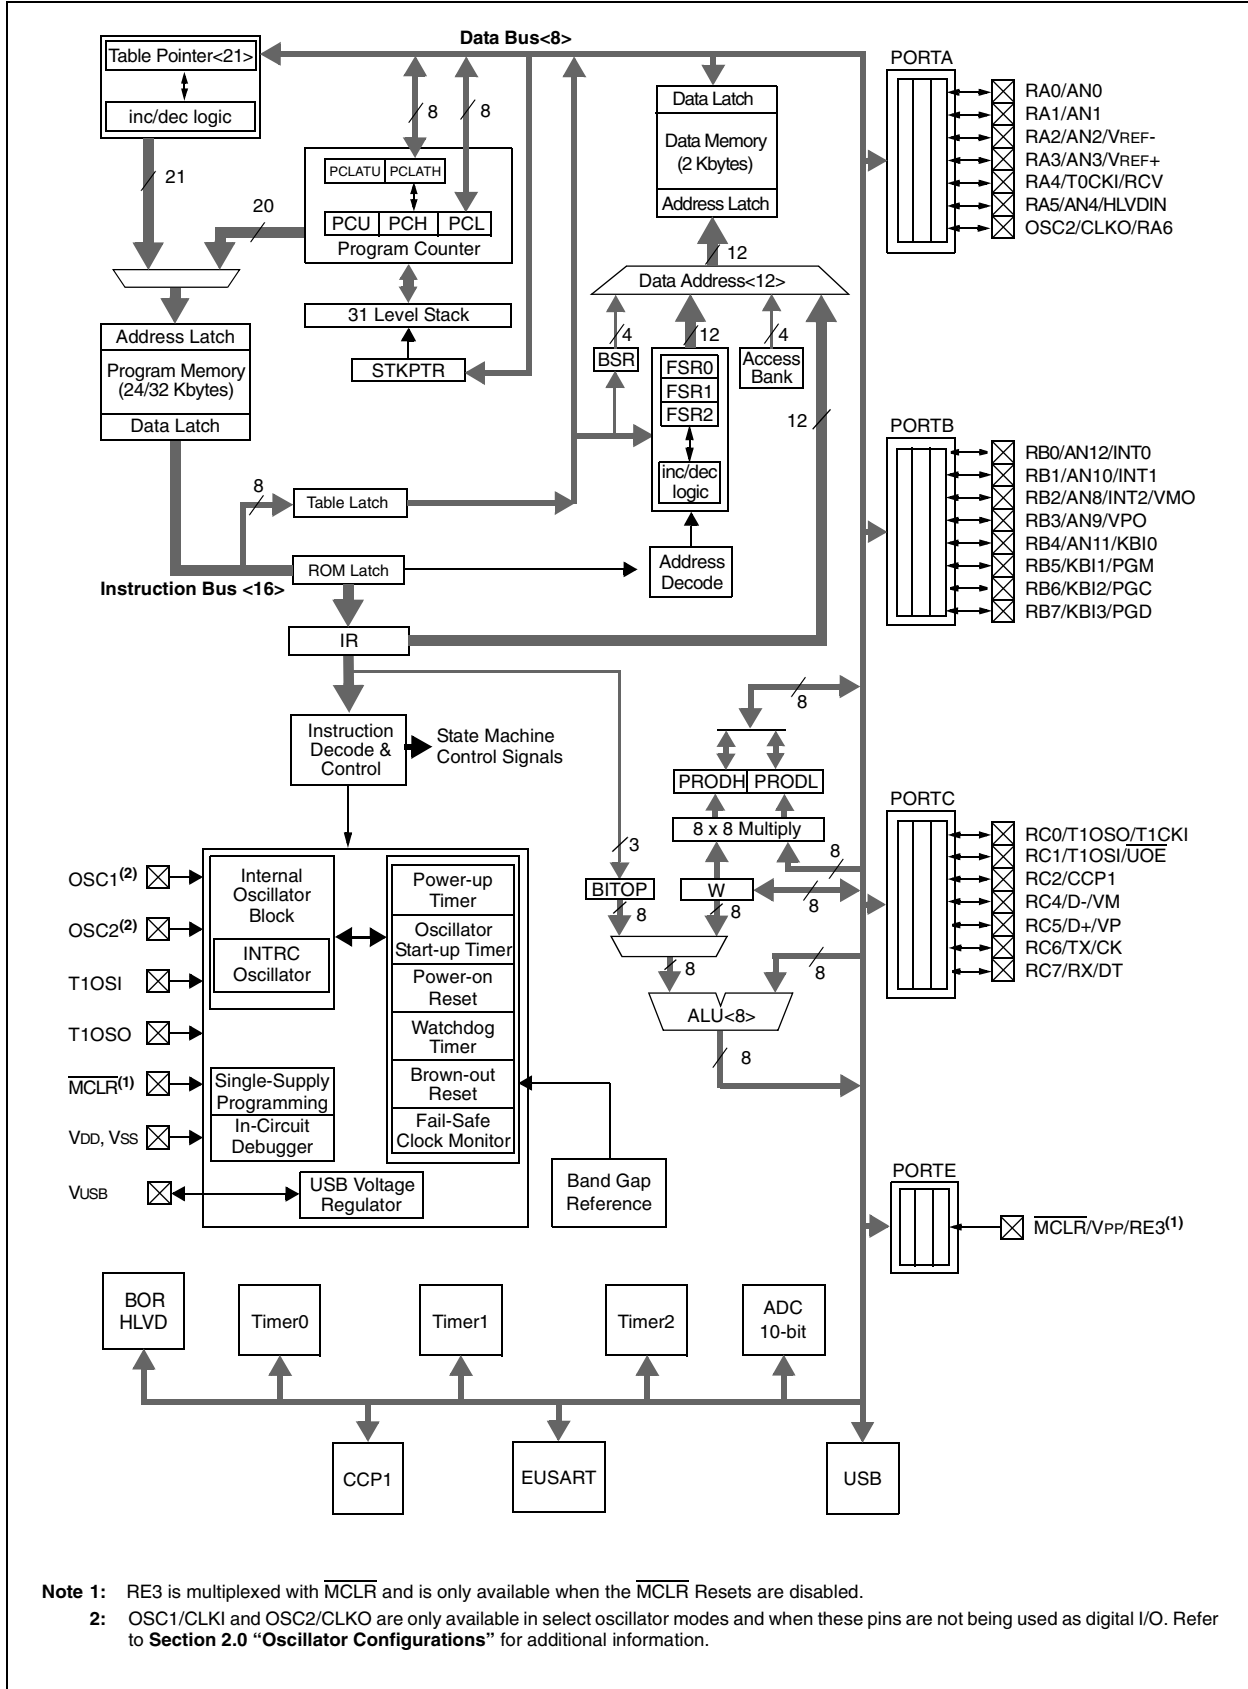 Data Bus<8>
Table Pointer<21>
inc/dec logic
21
20
8
8
PCLATU
PCLATH
PCU
PCH
PCL
Program Counter
31 Level Stack
STKPTR
Address Latch
Program Memory
(24/32 Kbytes)
Data Latch
8
Table Latch
ROM Latch
Instruction Bus <16>
IR
Data Latch
Data Memory
(2 Kbytes)
Address Latch
12
Data Address<12>
4
12
4
BSR
FSR0
FSR1
FSR2
inc/dec
logic
Access
Bank
12
Address
Decode
Instruction
Decode &
Control
State Machine
Control Signals
8
PRODH
PRODL
8 x 8 Multiply
8
3
BITOP
W
8
8
8
8
8
ALU<8>
8
OSC1(2)
OSC2(2)
T1OSI
T1OSO
MCLR(1)
VDD, VSS
VUSB
Internal
Oscillator
Block
INTRC
Oscillator
Single-Supply
Programming
In-Circuit
Debugger
USB Voltage
Regulator
Power-up
Timer
Oscillator
Start-up Timer
Power-on
Reset
Watchdog
Timer
Brown-out
Reset
Fail-Safe
Clock Monitor
Band Gap
Reference
PORTA
RA0/AN0
RA1/AN1
RA2/AN2/VREF-
RA3/AN3/VREF+
RA4/T0CKI/RCV
RA5/AN4/HLVDIN
OSC2/CLKO/RA6
PORTB
RB0/AN12/INT0
RB1/AN10/INT1
RB2/AN8/INT2/VMO
RB3/AN9/VPO
RB4/AN11/KBI0
RB5/KBI1/PGM
RB6/KBI2/PGC
RB7/KBI3/PGD
PORTC
RC0/T1OSO/T1CKI
RC1/T1OSI/UOE
RC2/CCP1
RC4/D-/VM
RC5/D+/VP
RC6/TX/CK
RC7/RX/DT
PORTE
MCLR/VPP/RE3(1)
BOR
HLVD
Timer0
Timer1
Timer2
ADC
10-bit
CCP1
EUSART
USB
Note 1: RE3 is multiplexed with MCLR and is only available when the MCLR Resets are disabled.
2: OSC1/CLKI and OSC2/CLKO are only available in select oscillator modes and when these pins are not being used as digital I/O. Refer
to Section 2.0 “Oscillator Configurations” for additional information.